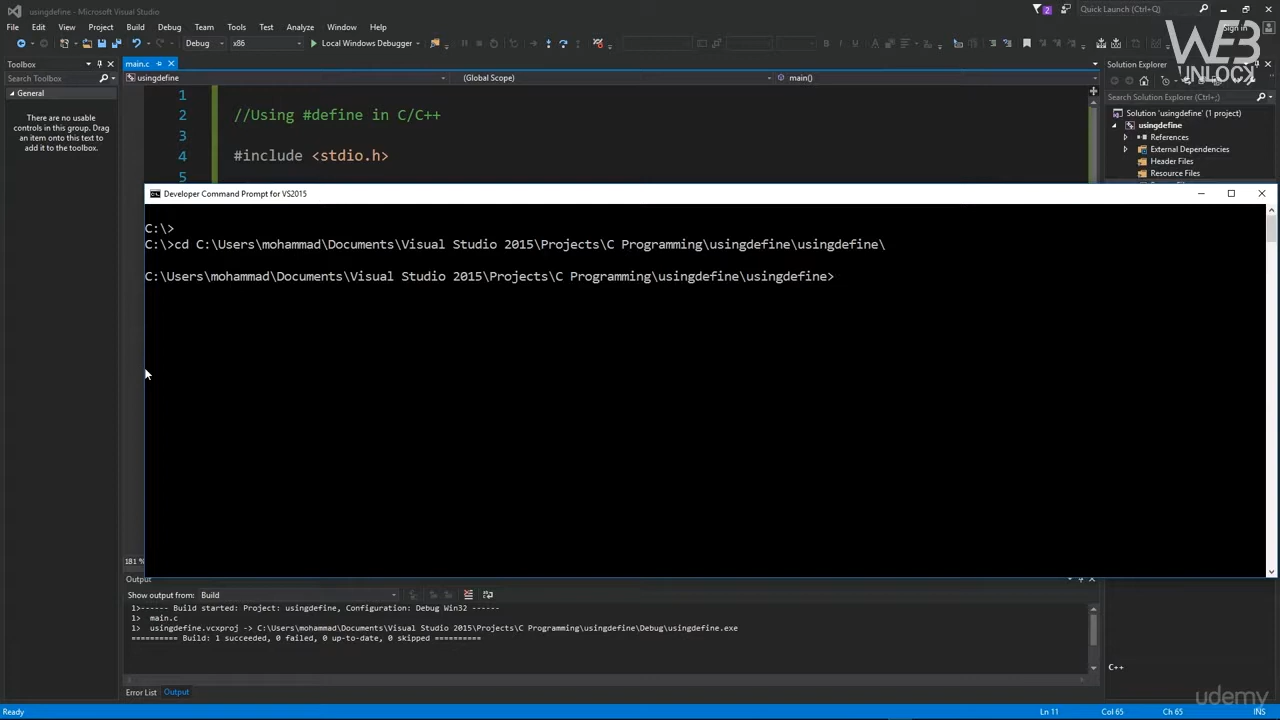 usingdefine - Microsoft Visual Studio
2
Quick Launch (Ctrl+Q)
File Edit View Project Build Debug Team Tools Test Analyze Window Help
Sign in
WEB
UNLOCK
Debug x86 Local Windows Debugger
Toolbox
main.c
Solution Explorer
Search Toolbox
usingdefine
(Global Scope)
main()
General
Search Solution Explorer (Ctrl+;)
There are no usable
controls in this group. Drag
an item onto this text to
add it to the toolbox.
1
2 //Using #define in C/C++
3
4 #include <stdio.h>
5
Solution 'usingdefine' (1 project)
usingdefine
References
External Dependencies
Header Files
Resource Files
Developer Command Prompt for VS2015
C:\>
C:\>cd C:\Users\mohammad\Documents\Visual Studio 2015\Projects\C Programming\usingdefine\usingdefine\
C:\Users\mohammad\Documents\Visual Studio 2015\Projects\C Programming\usingdefine\usingdefine>
181 %
Output
Show output from: Build
1>------ Build started: Project: usingdefine, Configuration: Debug Win32 ------
1> main.c
1> usingdefine.vcxproj -> C:\Users\mohammad\Documents\Visual Studio 2015\Projects\C Programming\usingdefine\Debug\usingdefine.exe
========== Build: 1 succeeded, 0 failed, 0 up-to-date, 0 skipped ==========
C++
Error List Output
udemy
Ready
Ln 11 Col 65 Ch 65 INS